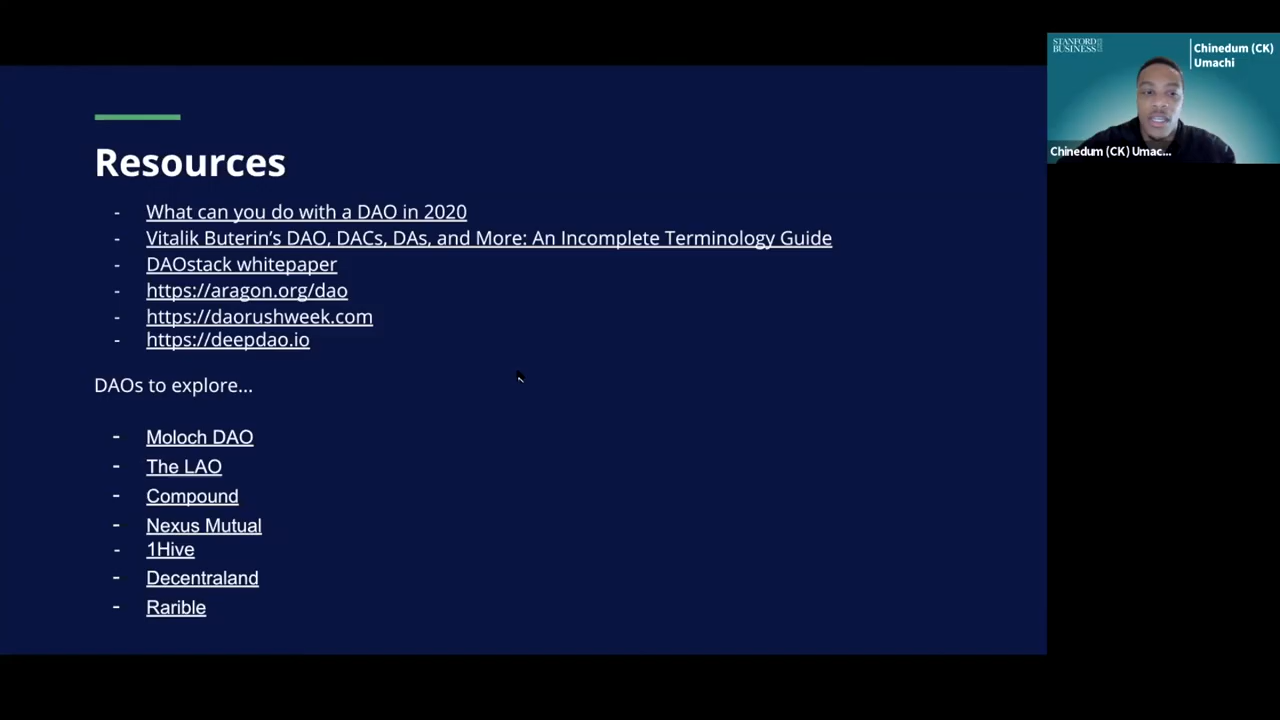 Resources
- What can you do with a DAO in 2020
- Vitalik Buterin’s DAO, DACs, DAs, and More: An Incomplete Terminology Guide
- DAOstack whitepaper
- https://aragon.org/dao
- https://daorushweek.com
- https://deepdao.io
DAOs to explore...
- Moloch DAO
- The LAO
- Compound
- Nexus Mutual
- 1Hive
- Decentraland
- Rarible
STANFORD
BUSINESS
Chinedum (CK)
Umachi
Chinedum (CK) Umac...